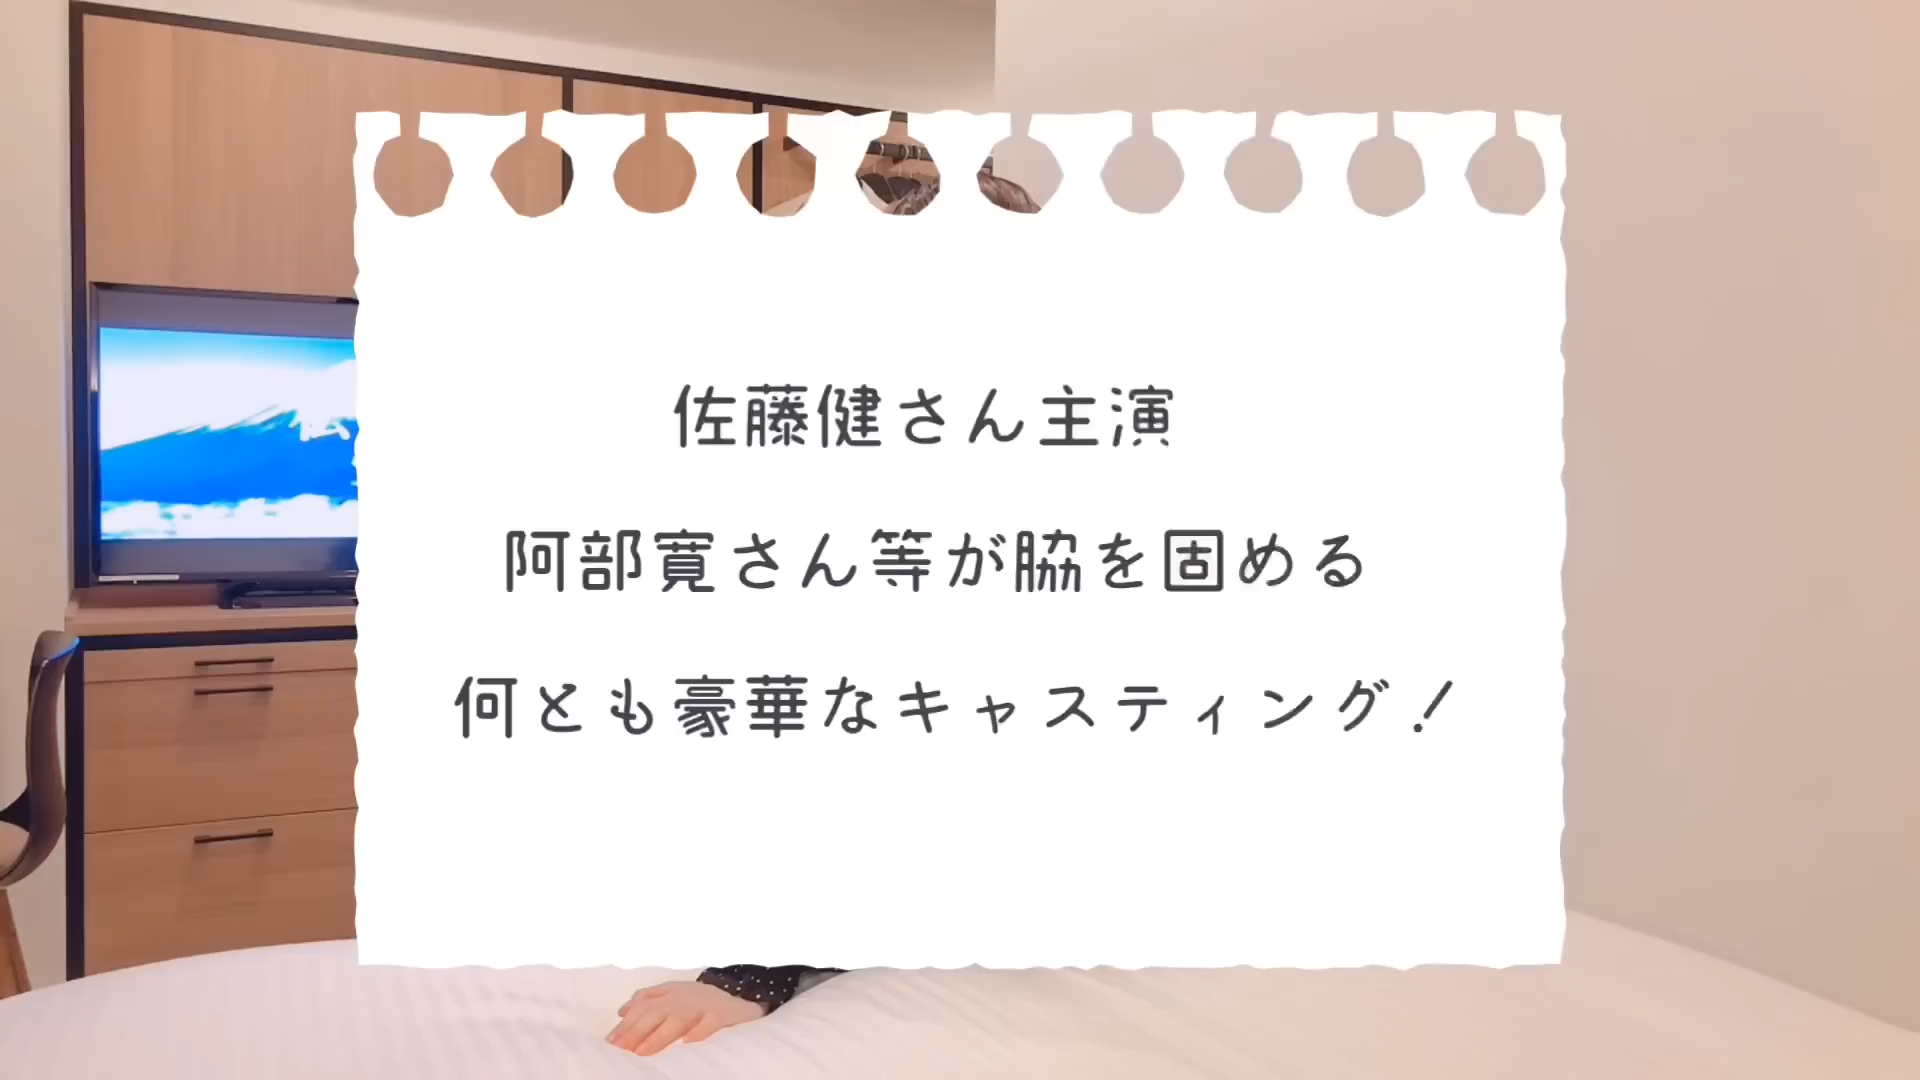 佐藤健さん主演
阿部寛さん等が脇を固める
何とも豪華なキャスティング！